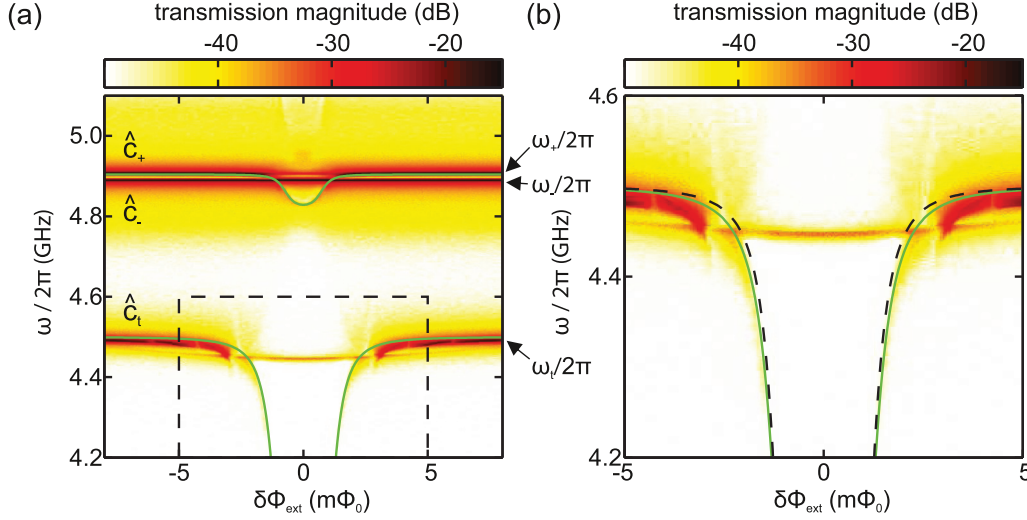 (a)
transmission magnitude (dB)
-40 -30 -20
5.0
4.8
4.6
4.4
4.2
ω / 2π (GHz)
ĉ₊
ĉ₋
ĉₜ
-5 0 5
δΦ_ext (mΦ₀)
ω₊/2π
ω₋/2π
ωₜ/2π
(b)
transmission magnitude (dB)
-40 -30 -20
4.6
4.4
4.2
ω / 2π (GHz)
-5 0 5
δΦ_ext (mΦ₀)